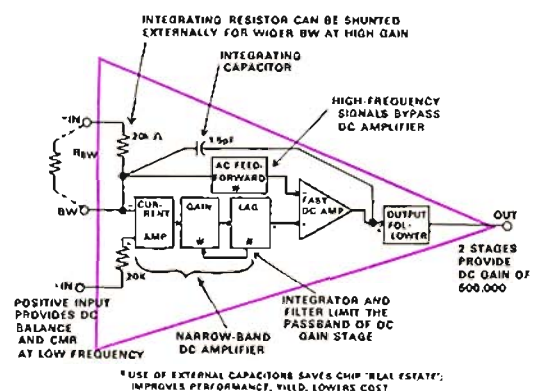 INTEGRATING RESISTOR CAN BE SHUNTED
EXTERNALLY FOR WIDER BW AT HIGH GAIN
INTEGRATING
CAPACITOR
HIGH-FREQUENCY
SIGNALS BYPASS
DC AMPLIFIER
-IN
20k Ω
1.5pF
RBW
AC FEED-
FORWARD
#
BW
CUR-
RENT
AMP
GAIN
#
LAG
#
FAST
DC AMP
OUTPUT
FOL-
LOWER
OUT
20K
+IN
2 STAGES
PROVIDE
DC GAIN OF
600,000
POSITIVE INPUT
PROVIDES DC
BALANCE
AND CMR
AT LOW FREQUENCY
NARROW-BAND
DC AMPLIFIER
INTEGRATOR AND
FILTER LIMIT THE
PASSBAND OF DC
GAIN STAGE
# USE OF EXTERNAL CAPACITORS SAVES CHIP "REAL ESTATE";
IMPROVES PERFORMANCE, YIELD, LOWERS COST